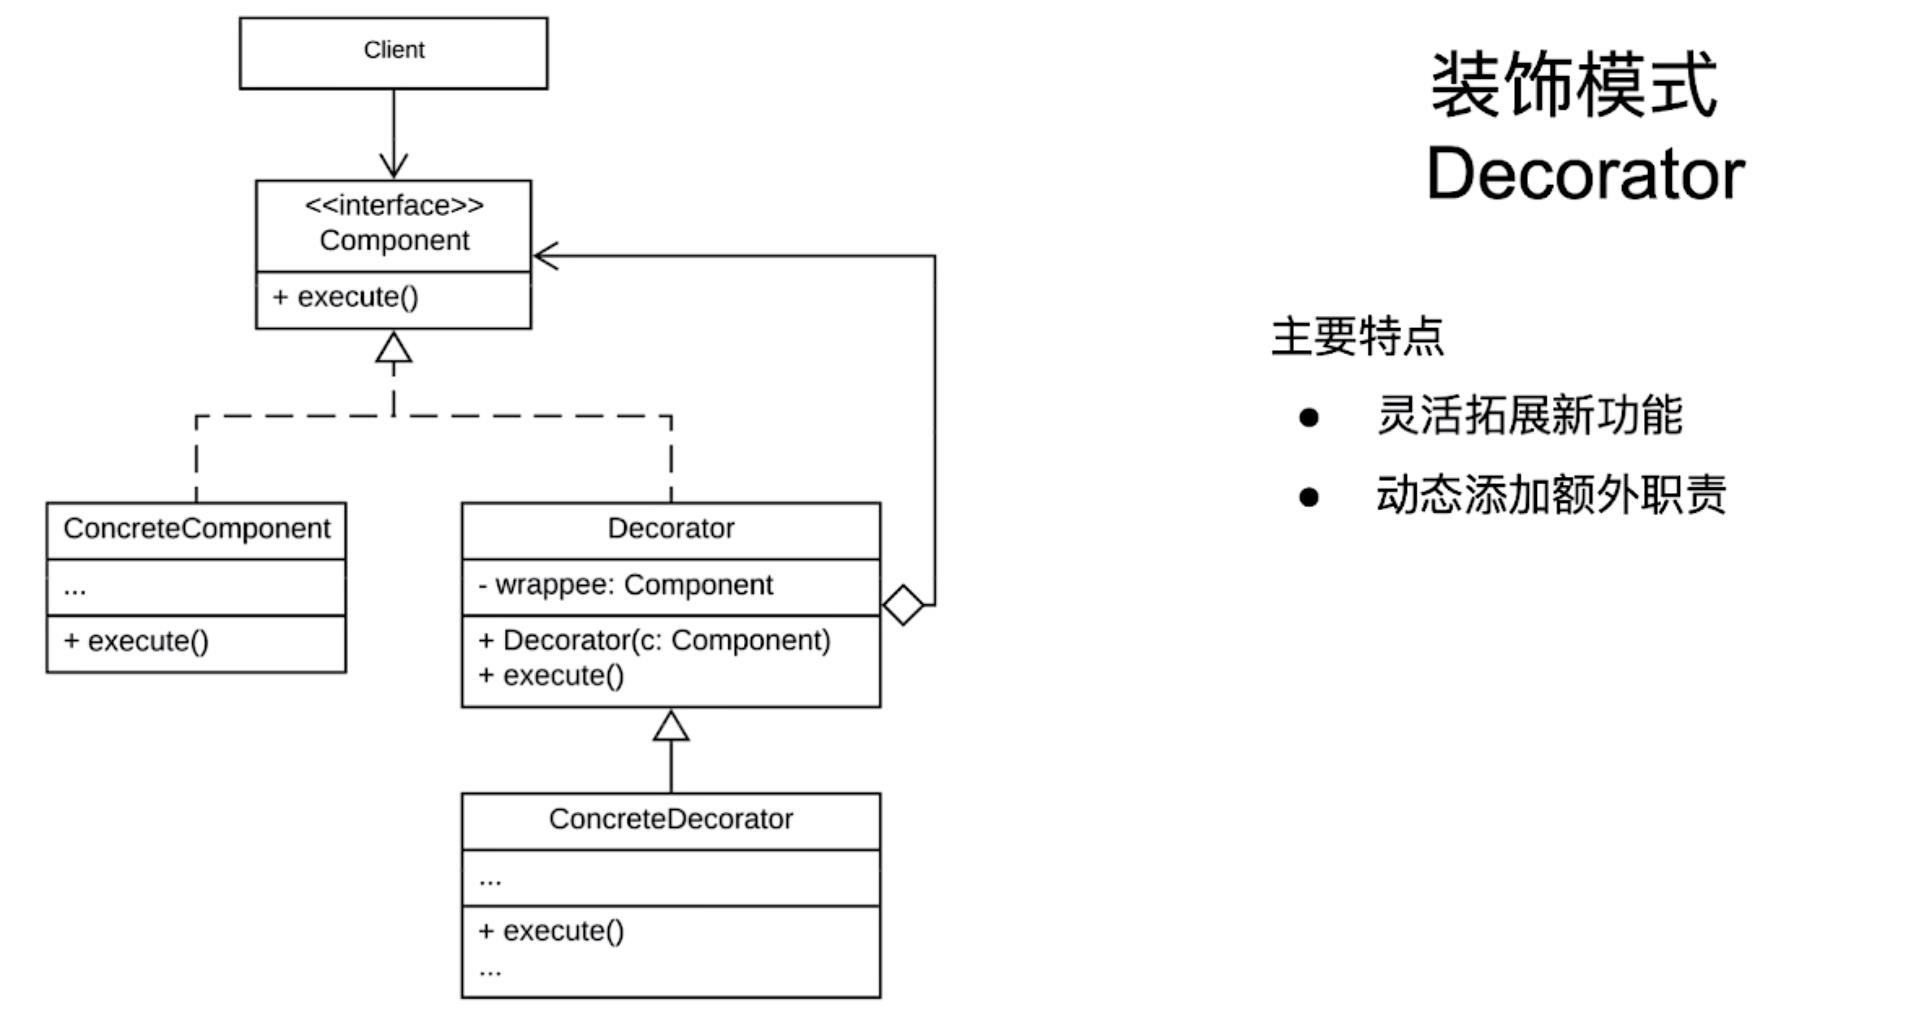 Client
<<interface>>
Component
+ execute()
ConcreteComponent
...
+ execute()
Decorator
- wrappee: Component
+ Decorator(c: Component)
+ execute()
ConcreteDecorator
...
+ execute()
...
装饰模式
Decorator
主要特点
● 灵活拓展新功能
● 动态添加额外职责